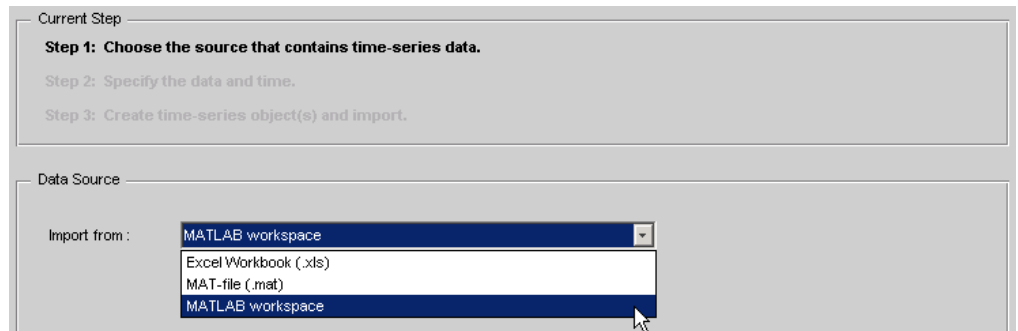 Current Step
Step 1: Choose the source that contains time-series data.
Step 2: Specify the data and time.
Step 3: Create time-series object(s) and import.
Data Source
Import from : MATLAB workspace
Excel Workbook (.xls)
MAT-file (.mat)
MATLAB workspace